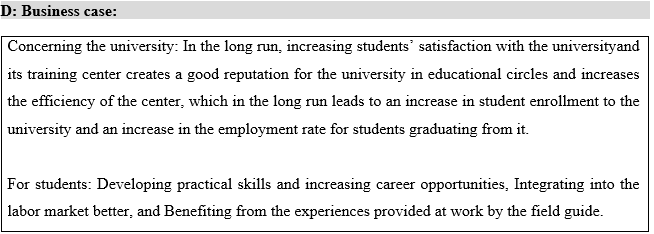 D: Business case:
Concerning the university: In the long run, increasing students’ satisfaction with the universityand
its training center creates a good reputation for the university in educational circles and increases
the efficiency of the center, which in the long run leads to an increase in student enrollment to the
university and an increase in the employment rate for students graduating from it.
For students: Developing practical skills and increasing career opportunities, Integrating into the
labor market better, and Benefiting from the experiences provided at work by the field guide.